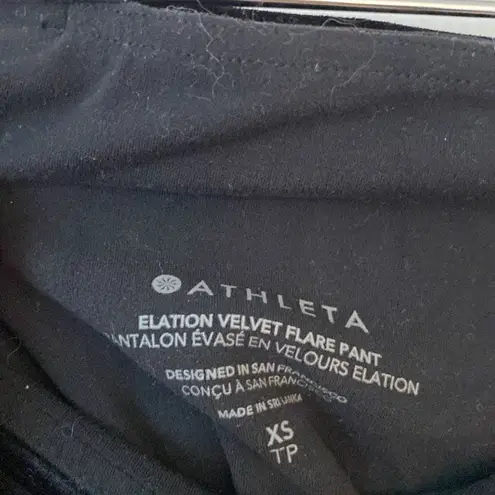 ATHLETA
ELATION VELVET FLARE PANT
PANTALON ÉVASÉ EN VELOURS ELATION
DESIGNED IN SAN FRANCISCO
CONÇU À SAN FRANCISCO
MADE IN SRI LANKA
XS
TP